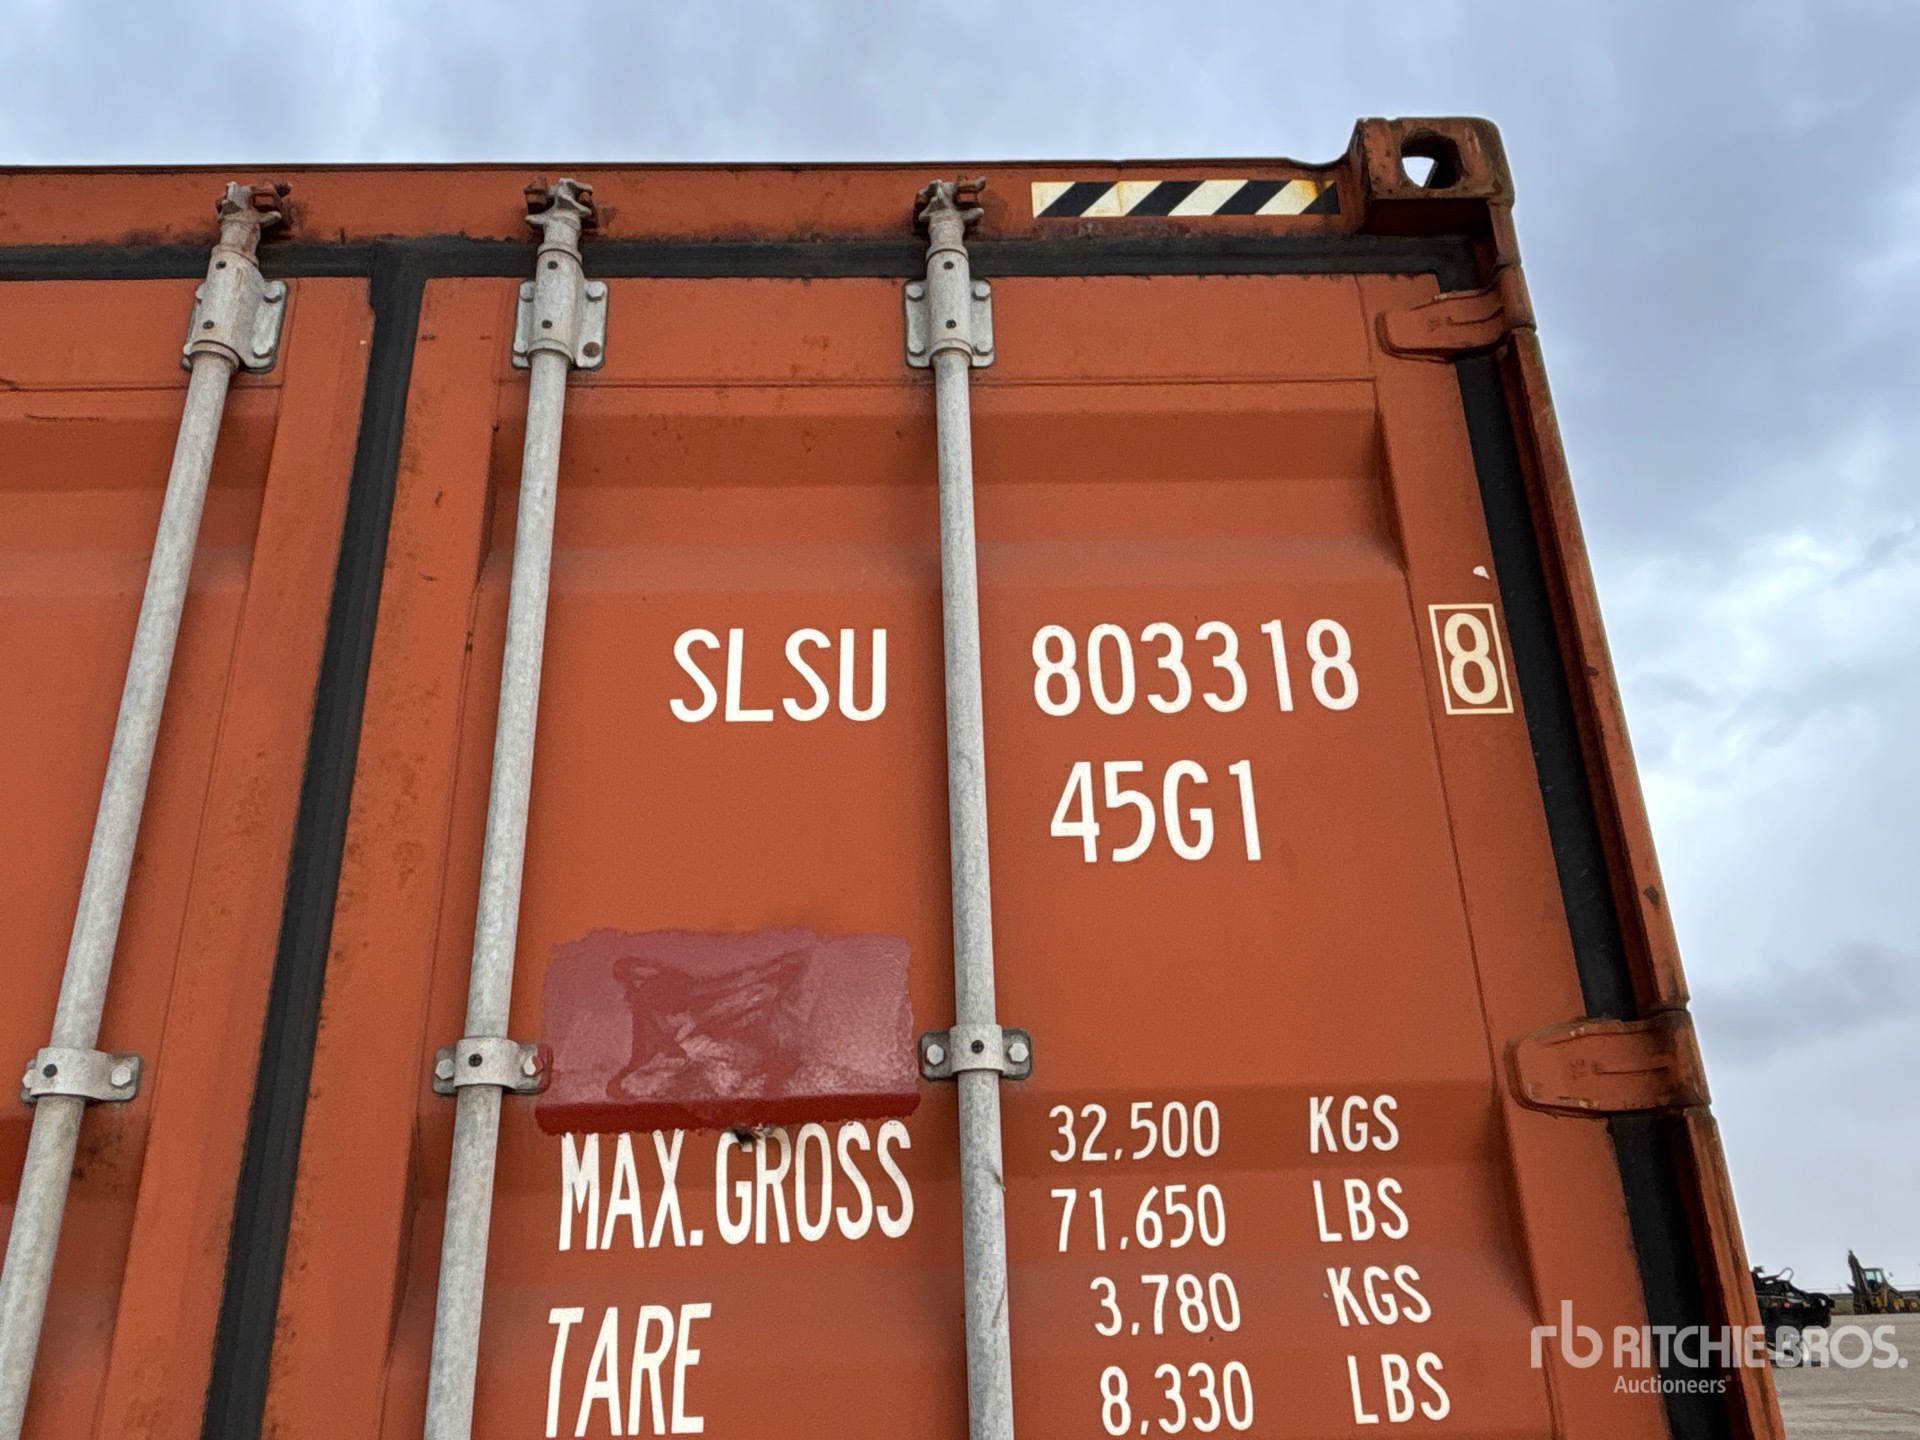 SLSU 803318 8
45G1
MAX.GROSS 32,500 KGS
71,650 LBS
TARE 3,780 KGS
8,330 LBS
rb RITCHIE BROS.
Auctioneers